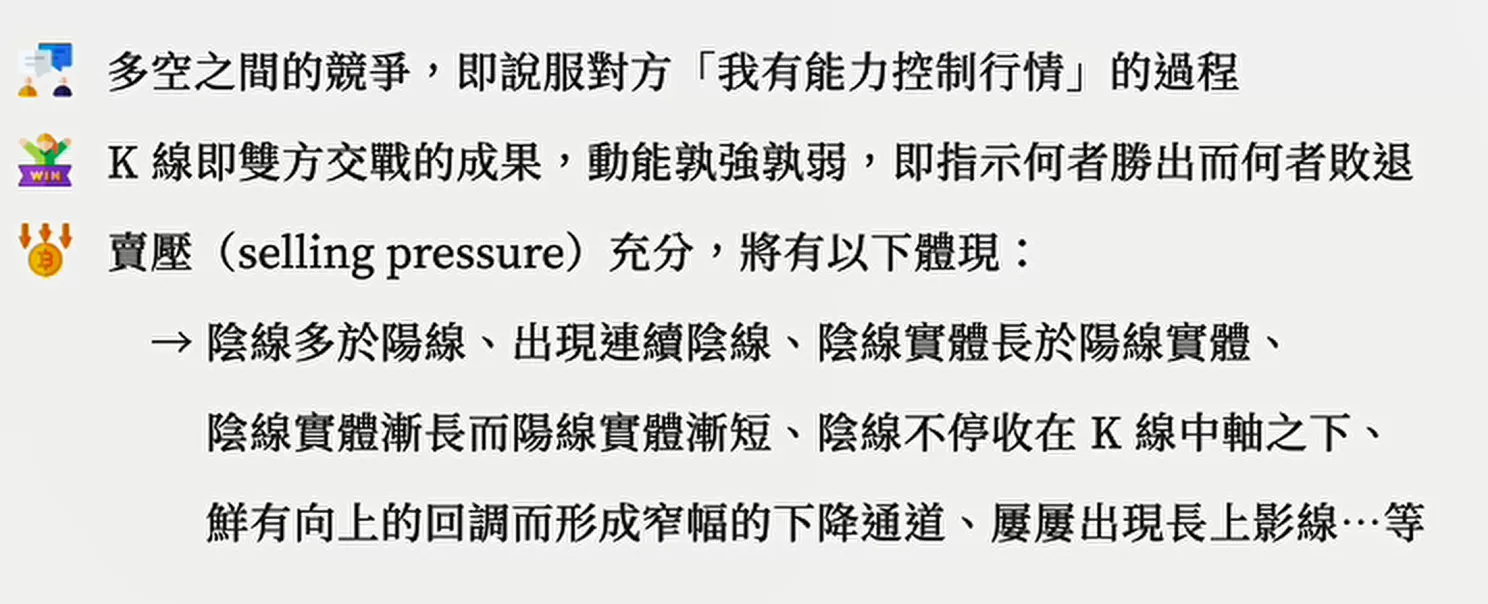 多空之間的競爭，即說服對方「我有能力控制行情」的過程
WIN
K 線即雙方交戰的成果，動能孰強孰弱，即指示何者勝出而何者敗退
賣壓（selling pressure）充分，將有以下體現：
→ 陰線多於陽線、出現連續陰線、陰線實體長於陽線實體、
陰線實體漸長而陽線實體漸短、陰線不停收在 K 線中軸之下、
鮮有向上的回調而形成窄幅的下降通道、屢屢出現長上影線…等